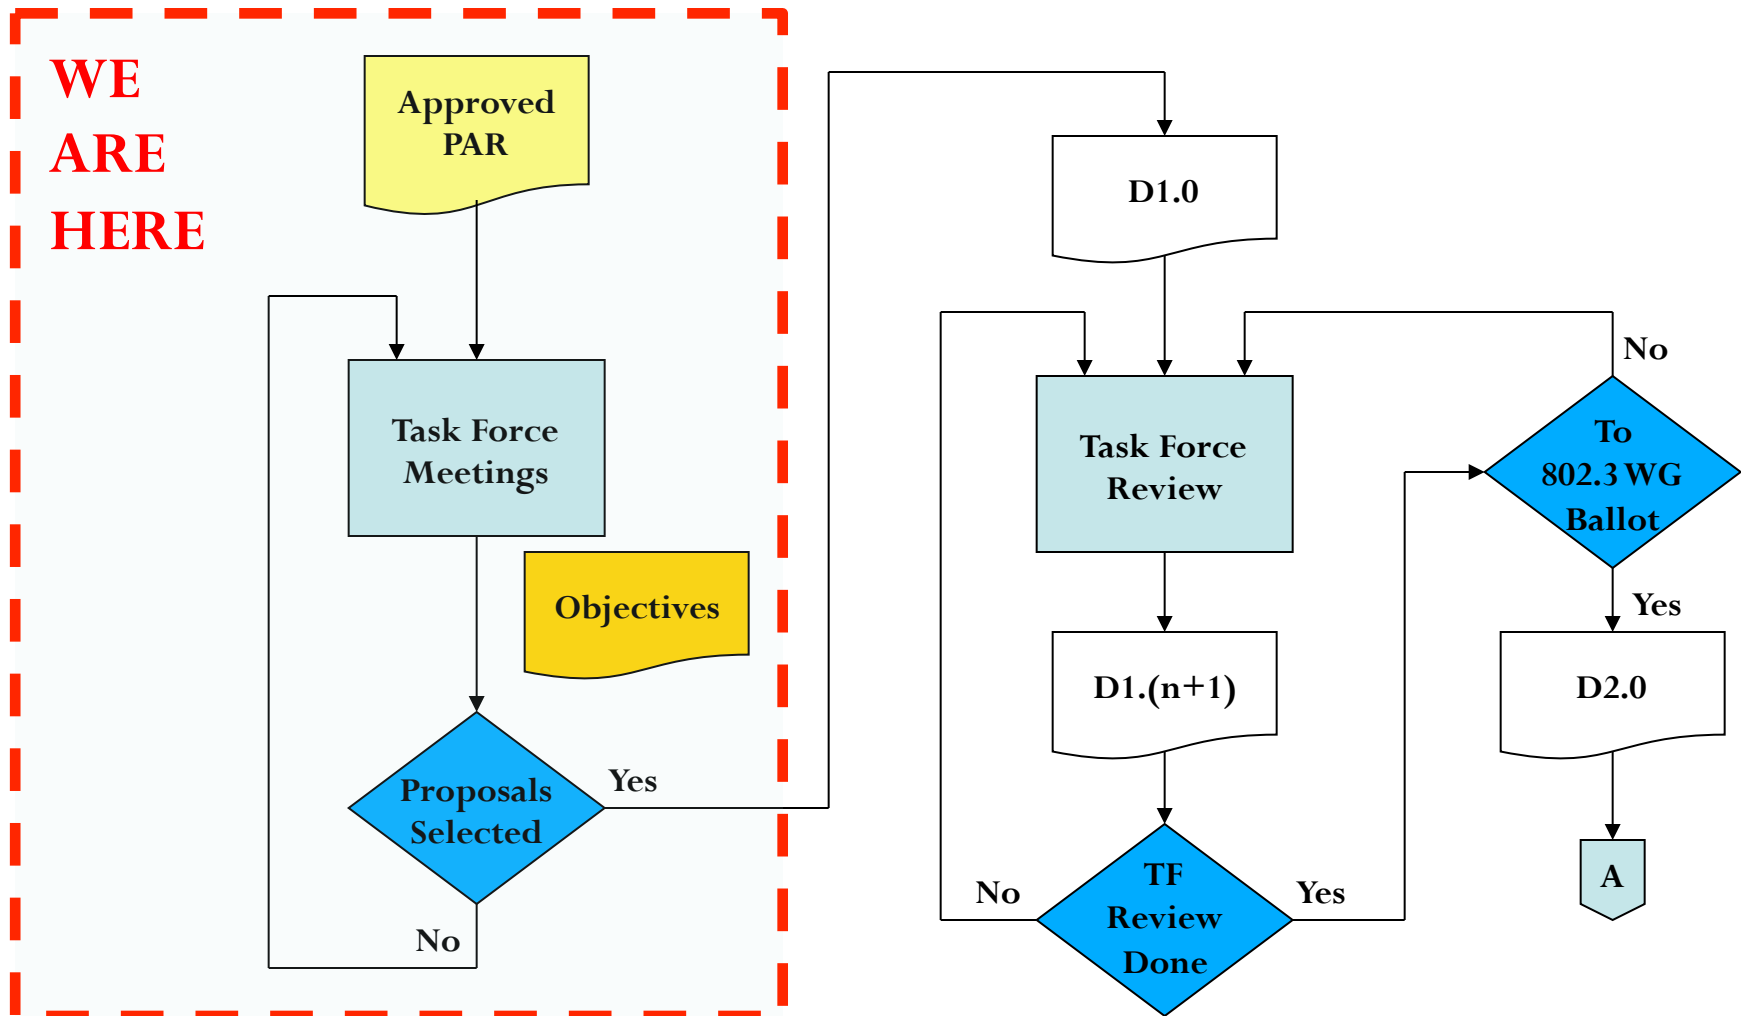 WE
ARE
HERE
Approved
PAR
Task Force
Meetings
Objectives
Proposals
Selected
Yes
No
D1.0
Task Force
Review
D1.(n+1)
TF
Review
Done
No
Yes
No
To
802.3 WG
Ballot
Yes
D2.0
A